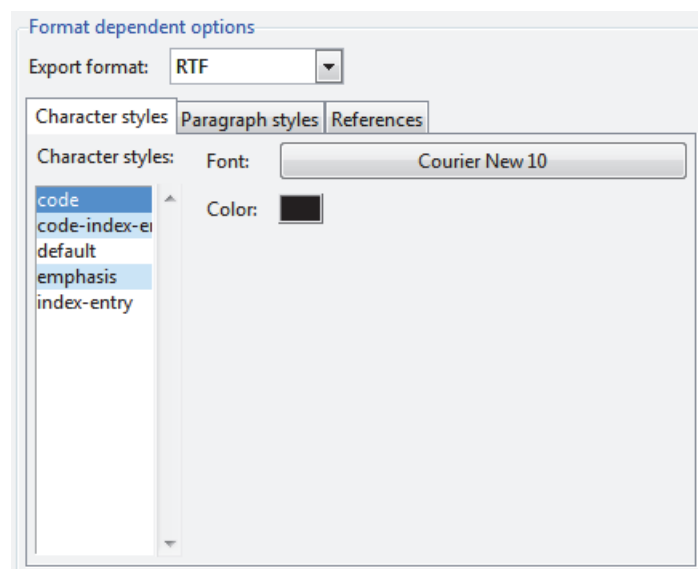 Format dependent options
Export format: RTF
Character styles Paragraph styles References
Character styles: Font: Courier New 10
Color:
code
code-index-e
default
emphasis
index-entry